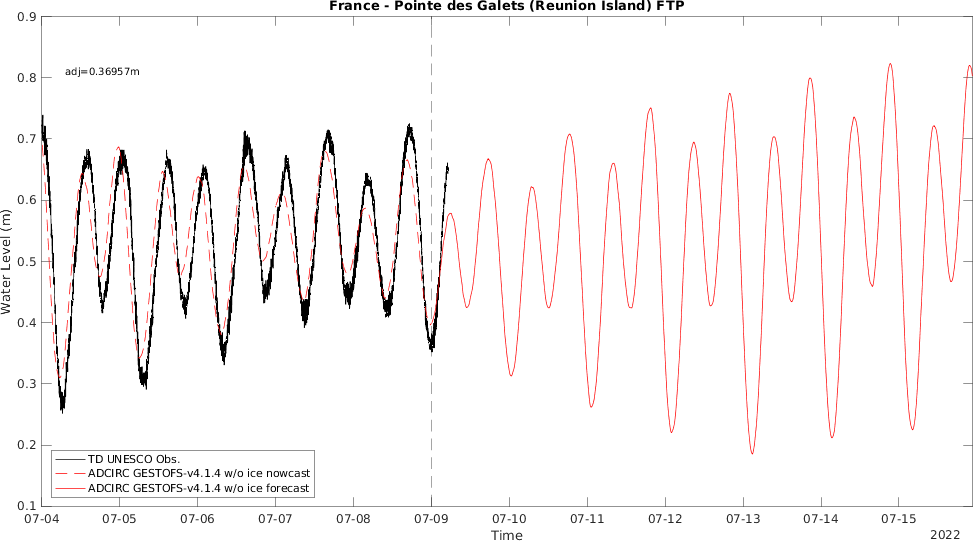 France - Pointe des Galets (Reunion Island) FTP
0.9
0.8
0.7
0.6
0.5
0.4
0.3
0.2
0.1
Water Level (m)
adj=0.36957m
TD UNESCO Obs.
ADCIRC GESTOFS-v4.1.4 w/o ice nowcast
ADCIRC GESTOFS-v4.1.4 w/o ice forecast
07-04 07-05 07-06 07-07 07-08 07-09 07-10 07-11 07-12 07-13 07-14 07-15
Time
2022